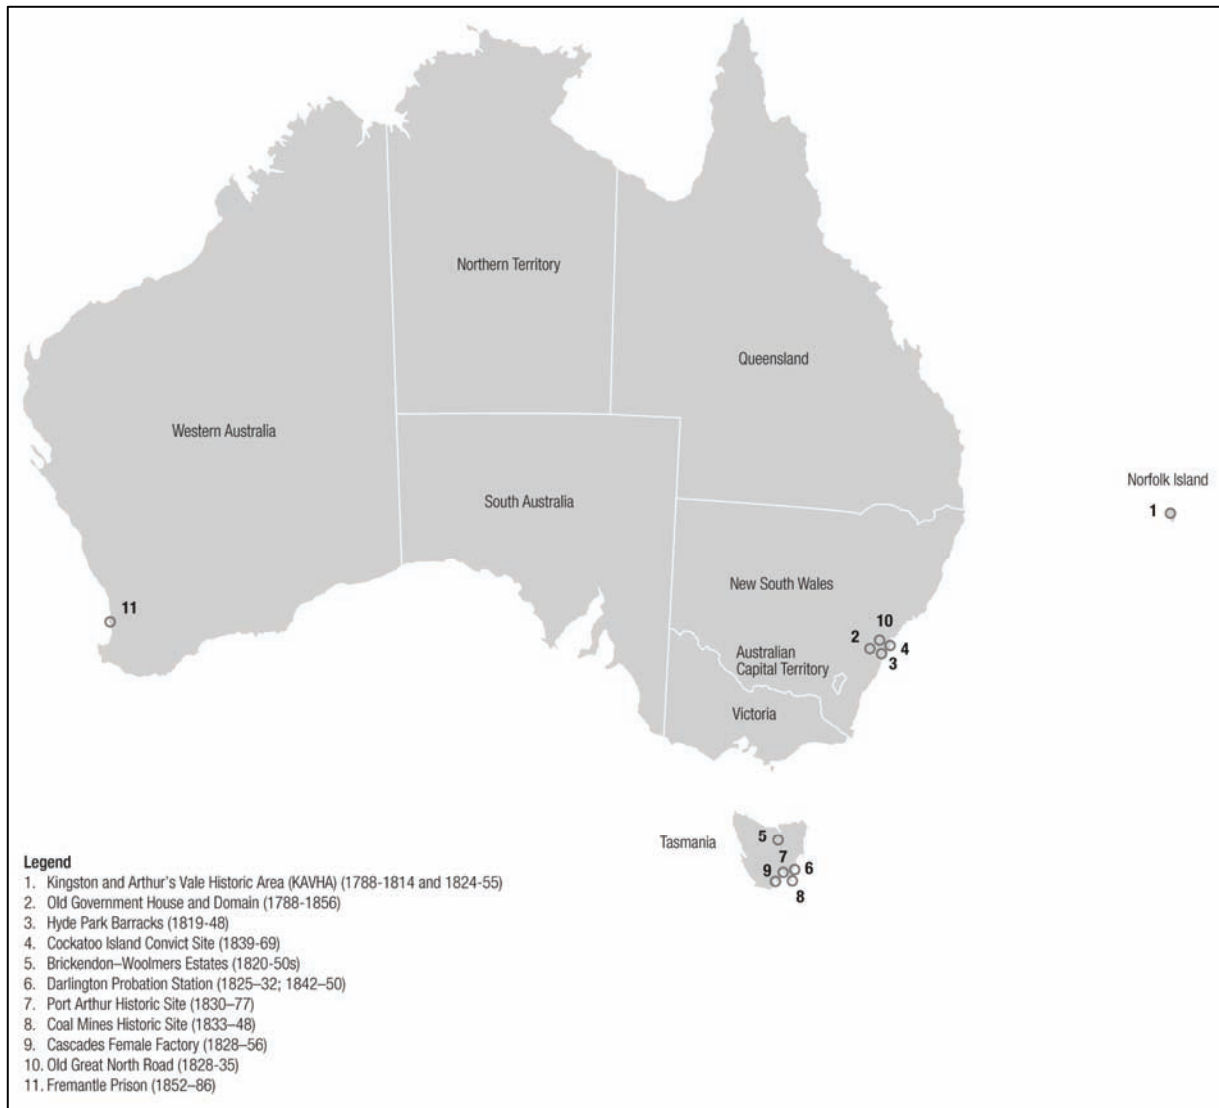 Northern Territory
Queensland
Western Australia
Norfolk Island
South Australia
1
New South Wales
11
10
2
Australian
Capital Territory
4
3
Victoria
Tasmania
5
7
6
9
8
Legend
1. Kingston and Arthur's Vale Historic Area (KAVHA) (1788-1814 and 1824-55)
2. Old Government House and Domain (1788-1856)
3. Hyde Park Barracks (1819-48)
4. Cockatoo Island Convict Site (1839-69)
5. Brickendon–Woolmers Estates (1820-50s)
6. Darlington Probation Station (1825–32; 1842–50)
7. Port Arthur Historic Site (1830–77)
8. Coal Mines Historic Site (1833–48)
9. Cascades Female Factory (1828–56)
10. Old Great North Road (1828-35)
11. Fremantle Prison (1852–86)